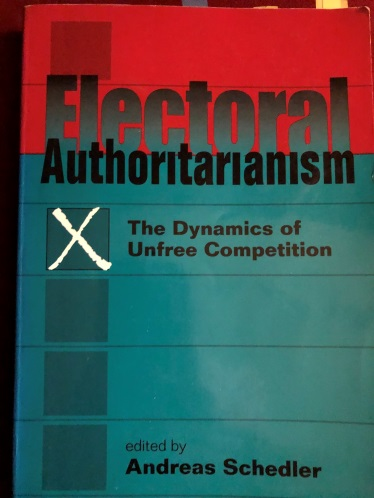 Electoral
Authoritarianism
The Dynamics of
Unfree Competition
edited by
Andreas Schedler